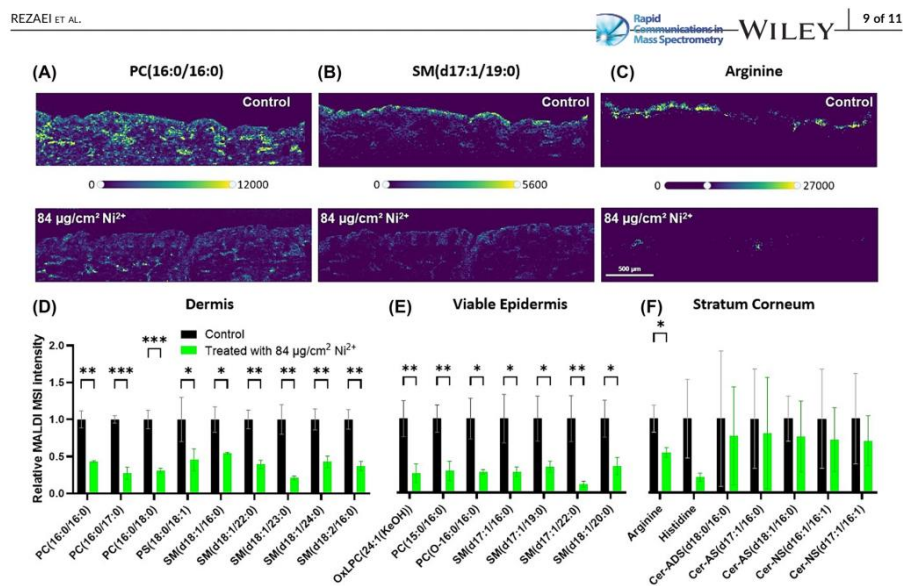 REZAEI ET AL.
Rapid
Communications in
Mass Spectrometry
WILEY
9 of 11
(A) PC(16:0/16:0)
(B) SM(d17:1/19:0)
(C) Arginine
Control
Control
Control
0 12000
0 5600
0 27000
84 µg/cm² Ni²⁺
84 µg/cm² Ni²⁺
84 µg/cm² Ni²⁺
500 µm
(D) Dermis
Relative MALDI MSI Intensity
2.0
1.5
1.0
0.5
0.0
Control
Treated with 84 µg/cm² Ni²⁺
** *** *** * * ** ** ** **
PC(16:0/16:0)
PC(16:0/17:0)
PC(16:0/18:0)
PS(18:0/18:1)
SM(d18:1/16:0)
SM(d18:1/22:0)
SM(d18:1/23:0)
SM(d18:1/24:0)
SM(d18:2/16:0)
(E) Viable Epidermis
** ** * * * ** *
OxLPC(24:1(KeOH))
PC(15:0/16:0)
PC(O-16:0/16:0)
SM(d17:1/16:0)
SM(d17:1/19:0)
SM(d17:1/22:0)
SM(d18:1/20:0)
(F) Stratum Corneum
*
Arginine
Histidine
Cer-ADS(d18:0/16:0)
Cer-AS(d17:1/16:0)
Cer-AS(d18:1/16:0)
Cer-NS(d16:1/16:1)
Cer-NS(d17:1/16:1)